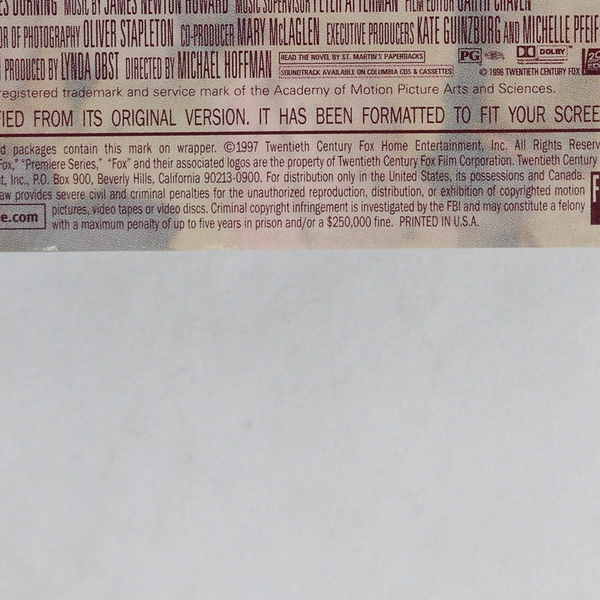 MUSIC BY JAMES NEWTON HOWARD MUSIC SUPERVISOR PETER AFTERMAN FILM EDITOR GARTH CRAVEN
OR OF PHOTOGRAPHY OLIVER STAPLETON CO-PRODUCER MARY McLAGLEN EXECUTIVE PRODUCERS KATE GUINZBURG AND MICHELLE PFEIF
PRODUCED BY LYNDA OBST DIRECTED BY MICHAEL HOFFMAN READ THE NOVEL BY ST. MARTIN'S PAPERBACKS PG DOLBY
SOUNDTRACK AVAILABLE ON COLUMBIA CDS & CASSETTES © 1996 TWENTIETH CENTURY FOX
registered trademark and service mark of the Academy of Motion Picture Arts and Sciences.
IED FROM ITS ORIGINAL VERSION. IT HAS BEEN FORMATTED TO FIT YOUR SCREE
d packages contain this mark on wrapper. ©1997 Twentieth Century Fox Home Entertainment, Inc. All Rights Reserv
Fox," "Premiere Series," "Fox" and their associated logos are the property of Twentieth Century Fox Film Corporation. Twentieth Century
t, Inc., P.O. Box 900, Beverly Hills, California 90213-0900. For distribution only in the United States, its possessions and Canada.
aw provides severe civil and criminal penalties for the unauthorized reproduction, distribution, or exhibition of copyrighted motion
e.com pictures, video tapes or video discs. Criminal copyright infringement is investigated by the FBI and may constitute a felony
with a maximum penalty of up to five years in prison and/or a $250,000 fine. PRINTED IN U.S.A.